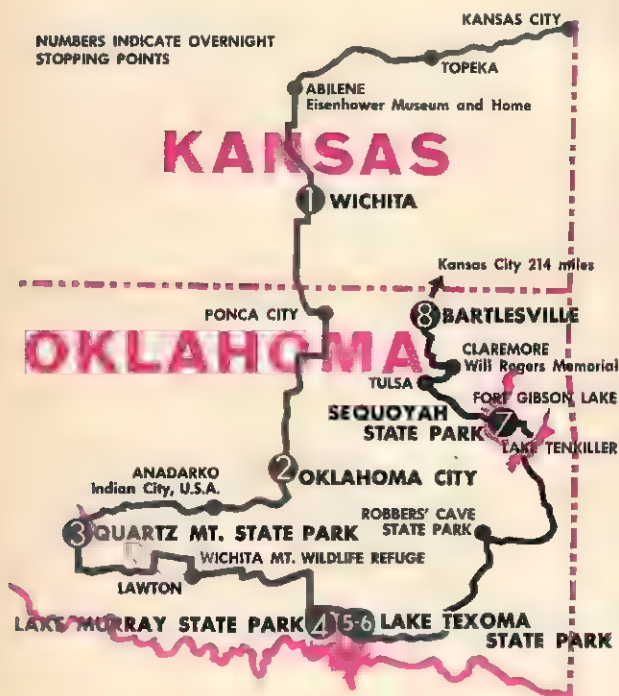 KANSAS CITY
NUMBERS INDICATE OVERNIGHT
STOPPING POINTS
TOPEKA
ABILENE
Eisenhower Museum and Home
KANSAS
1 WICHITA
Kansas City 214 miles
PONCA CITY
8 BARTLESVILLE
OKLAHOMA
CLAREMORE
Will Rogers Memorial
TULSA
FORT GIBSON LAKE
SEQUOYAH
STATE PARK
7
LAKE TENKILLER
2 OKLAHOMA CITY
ANADARKO
Indian City, U.S.A.
ROBBERS' CAVE
STATE PARK
3 QUARTZ MT. STATE PARK
WICHITA MT. WILDLIFE REFUGE
LAWTON
LAKE MURRAY STATE PARK 4
5-6 LAKE TEXOMA
STATE PARK